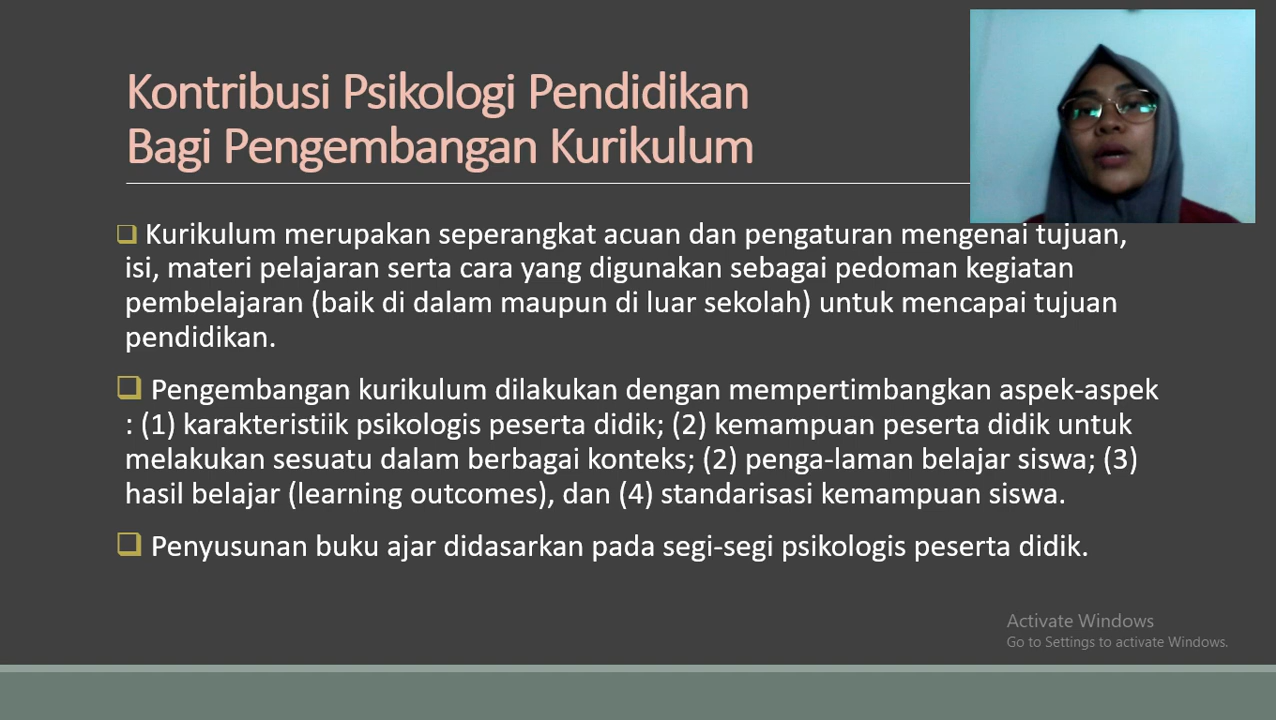 Kontribusi Psikologi Pendidikan
Bagi Pengembangan Kurikulum
Kurikulum merupakan seperangkat acuan dan pengaturan mengenai tujuan,
isi, materi pelajaran serta cara yang digunakan sebagai pedoman kegiatan
pembelajaran (baik di dalam maupun di luar sekolah) untuk mencapai tujuan
pendidikan.
Pengembangan kurikulum dilakukan dengan mempertimbangkan aspek-aspek
: (1) karakteristiik psikologis peserta didik; (2) kemampuan peserta didik untuk
melakukan sesuatu dalam berbagai konteks; (2) penga-laman belajar siswa; (3)
hasil belajar (learning outcomes), dan (4) standarisasi kemampuan siswa.
Penyusunan buku ajar didasarkan pada segi-segi psikologis peserta didik.
Activate Windows
Go to Settings to activate Windows.